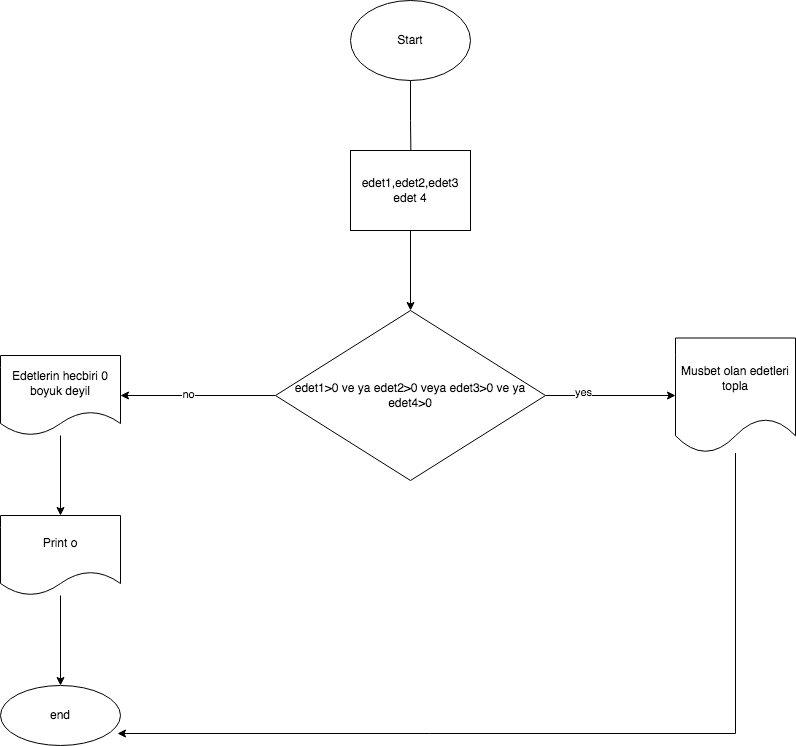 Start
edet1,edet2,edet3
edet 4
edet1>0 ve ya edet2>0 veya edet3>0 ve ya
edet4>0
no
yes
Edetlerin hecbiri 0
boyuk deyil
Musbet olan edetleri
topla
Print o
end